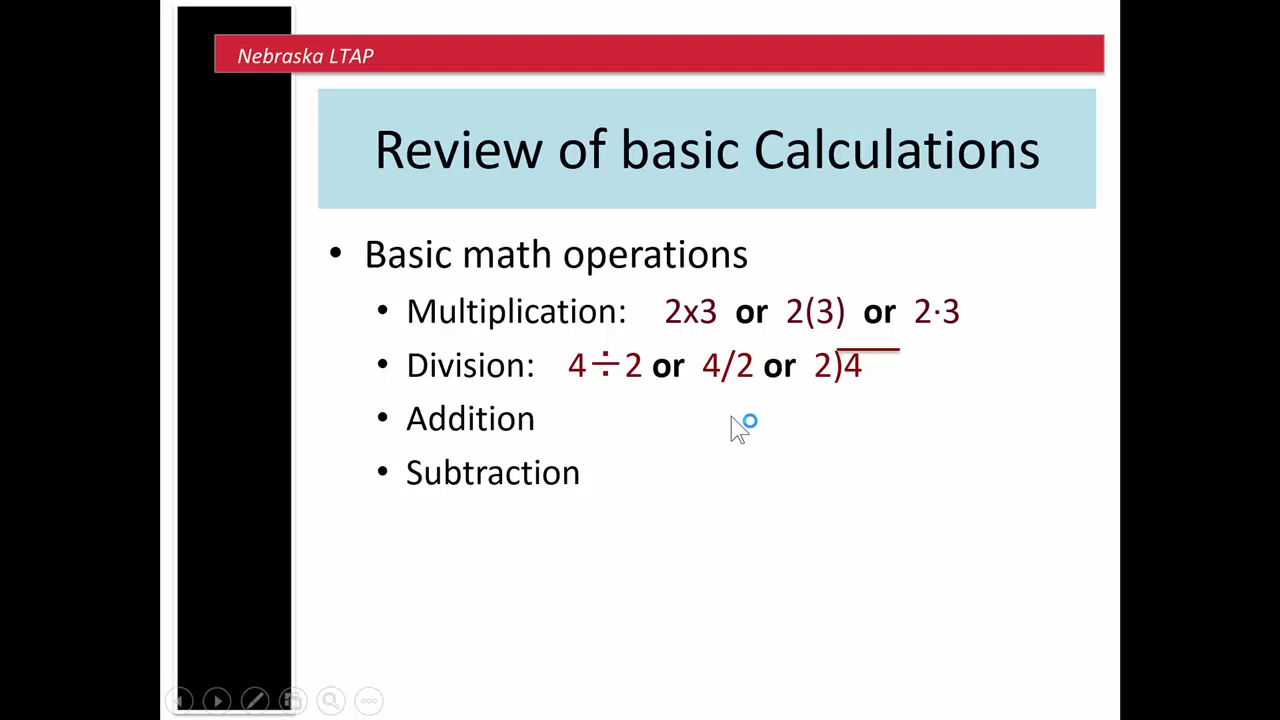 Nebraska LTAP
Review of basic Calculations
• Basic math operations
• Multiplication: 2x3 or 2(3) or 2·3
• Division: 4÷2 or 4/2 or 2)4
• Addition
• Subtraction